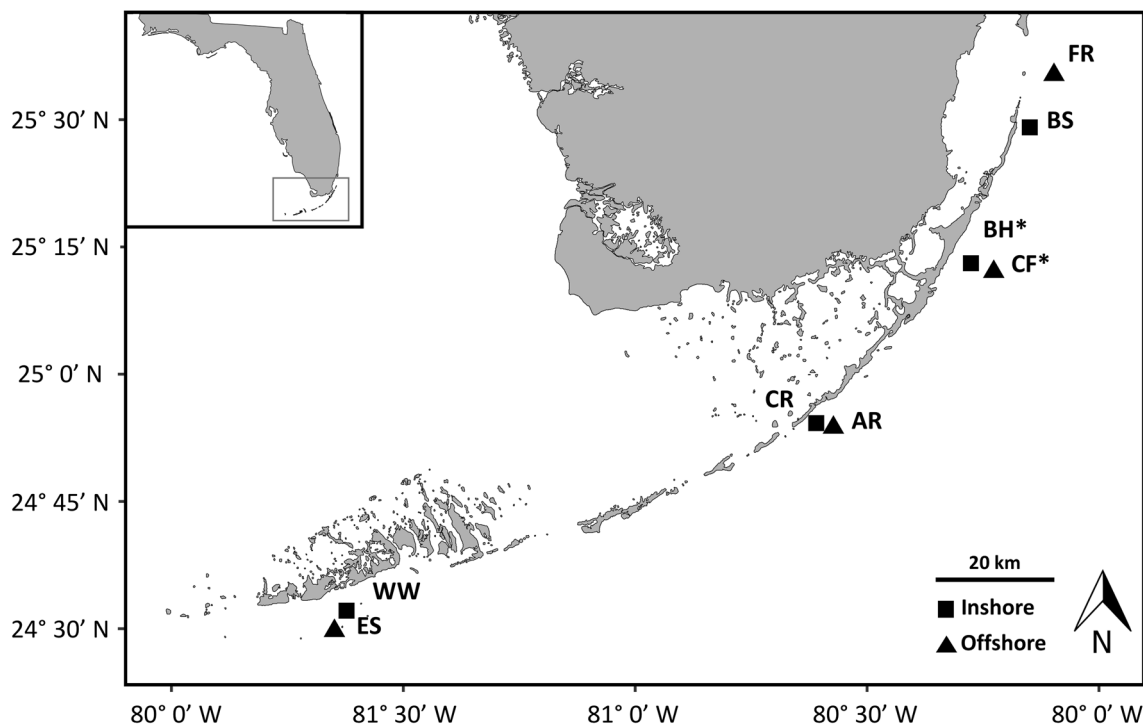 FR
25° 30′ N
BS
BH*
25° 15′ N
CF*
25° 0′ N
CR
AR
24° 45′ N
20 km
WW
Inshore
24° 30′ N
ES
Offshore
N
80° 0′ W
81° 30′ W
81° 0′ W
80° 30′ W
80° 0′ W